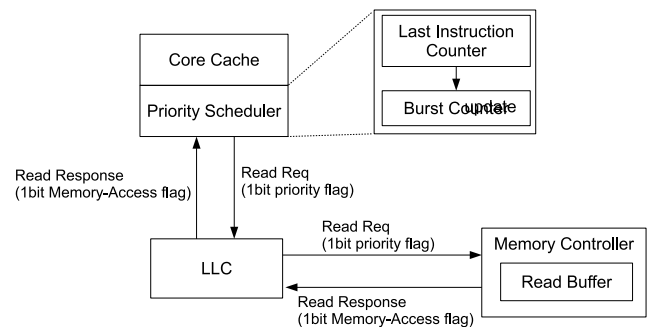 Last Instruction
Counter
Core Cache
Priority Scheduler
Burst Counter
update
Read Response
(1bit Memory-Access flag)
Read Req
(1bit priority flag)
Read Req
(1bit priority flag)
Memory Controller
LLC
Read Buffer
Read Response
(1bit Memory-Access flag)